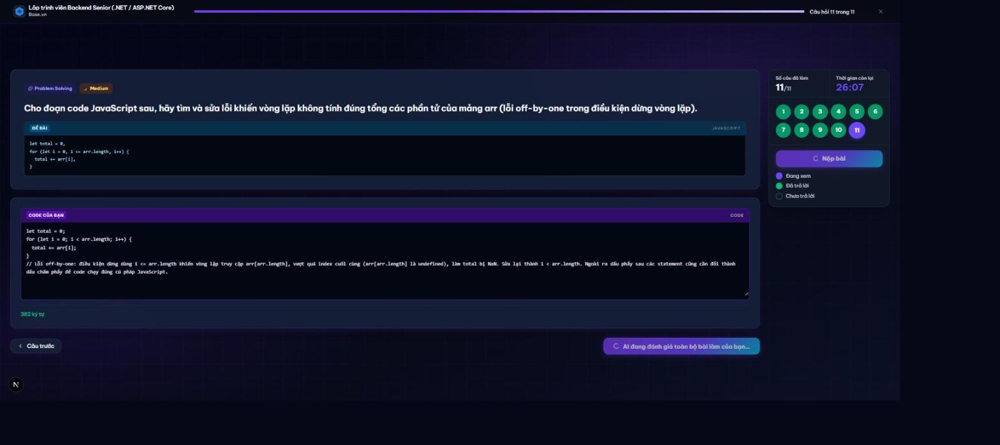 Lập trình viên Backend Senior (.NET / ASP.NET Core)
Base.vn
Câu hỏi 11 trong 11
Problem Solving
Medium
Cho đoạn code JavaScript sau, hãy tìm và sửa lỗi khiến vòng lặp không tính đúng tổng các phần tử của mảng arr (lỗi off-by-one trong điều kiện dừng vòng lặp).
ĐỀ BÀI
JAVASCRIPT
let total = 0,
for (let i = 0, i <= arr.length, i++) {
  total += arr[i],
}
CODE CỦA BẠN
CODE
let total = 0;
for (let i = 0; i < arr.length; i++) {
  total += arr[i];
}
// Lỗi off-by-one: điều kiện dừng dùng i <= arr.length khiến vòng lặp truy cập arr[arr.length], vượt quá index cuối cùng (arr[arr.length] là undefined), làm total bị NaN. Sửa lại thành i < arr.length. Ngoài ra dấu phẩy sau các statement cũng cần đổi thành
dấu chấm phẩy để code chạy đúng cú pháp JavaScript.
382 ký tự
Câu trước
AI đang đánh giá toàn bộ bài làm của bạn...
Số câu đã làm
11/11
Thời gian còn lại
26:07
1 2 3 4 5 6
7 8 9 10 11
Nộp bài
Đang xem
Đã trả lời
Chưa trả lời
N